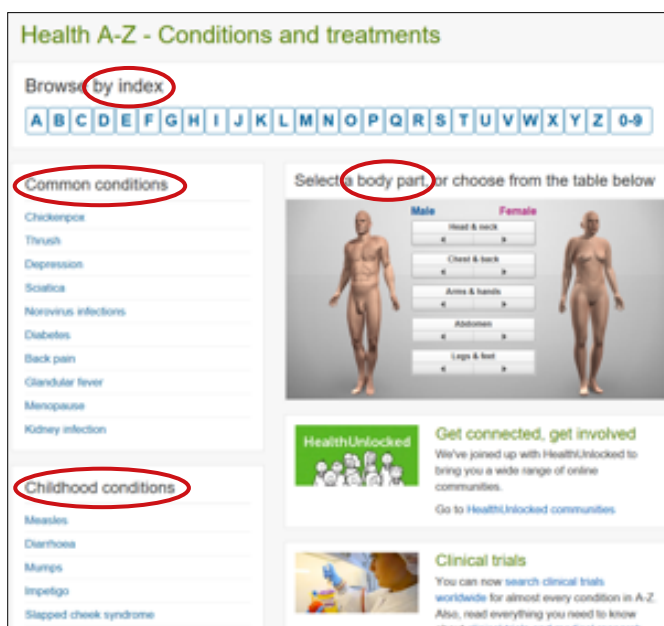 Health A-Z - Conditions and treatments
Browse by index
A B C D E F G H I J K L M N O P Q R S T U V W X Y Z 0-9
Common conditions
Chickenpox
Thrush
Depression
Sciatica
Norovirus infections
Diabetes
Back pain
Glandular fever
Menopause
Kidney infection
Childhood conditions
Measles
Diarrhoea
Mumps
Impetigo
Slapped cheek syndrome
Select a body part, or choose from the table below
Male Female
Head & neck
Chest & back
Arms & hands
Abdomen
Legs & feet
HealthUnlocked
Get connected, get involved
We've joined up with HealthUnlocked to
bring you a wide range of online
communities.
Go to HealthUnlocked communities
Clinical trials
You can now search clinical trials
worldwide for almost every condition in A-Z.
Also, read everything you need to know